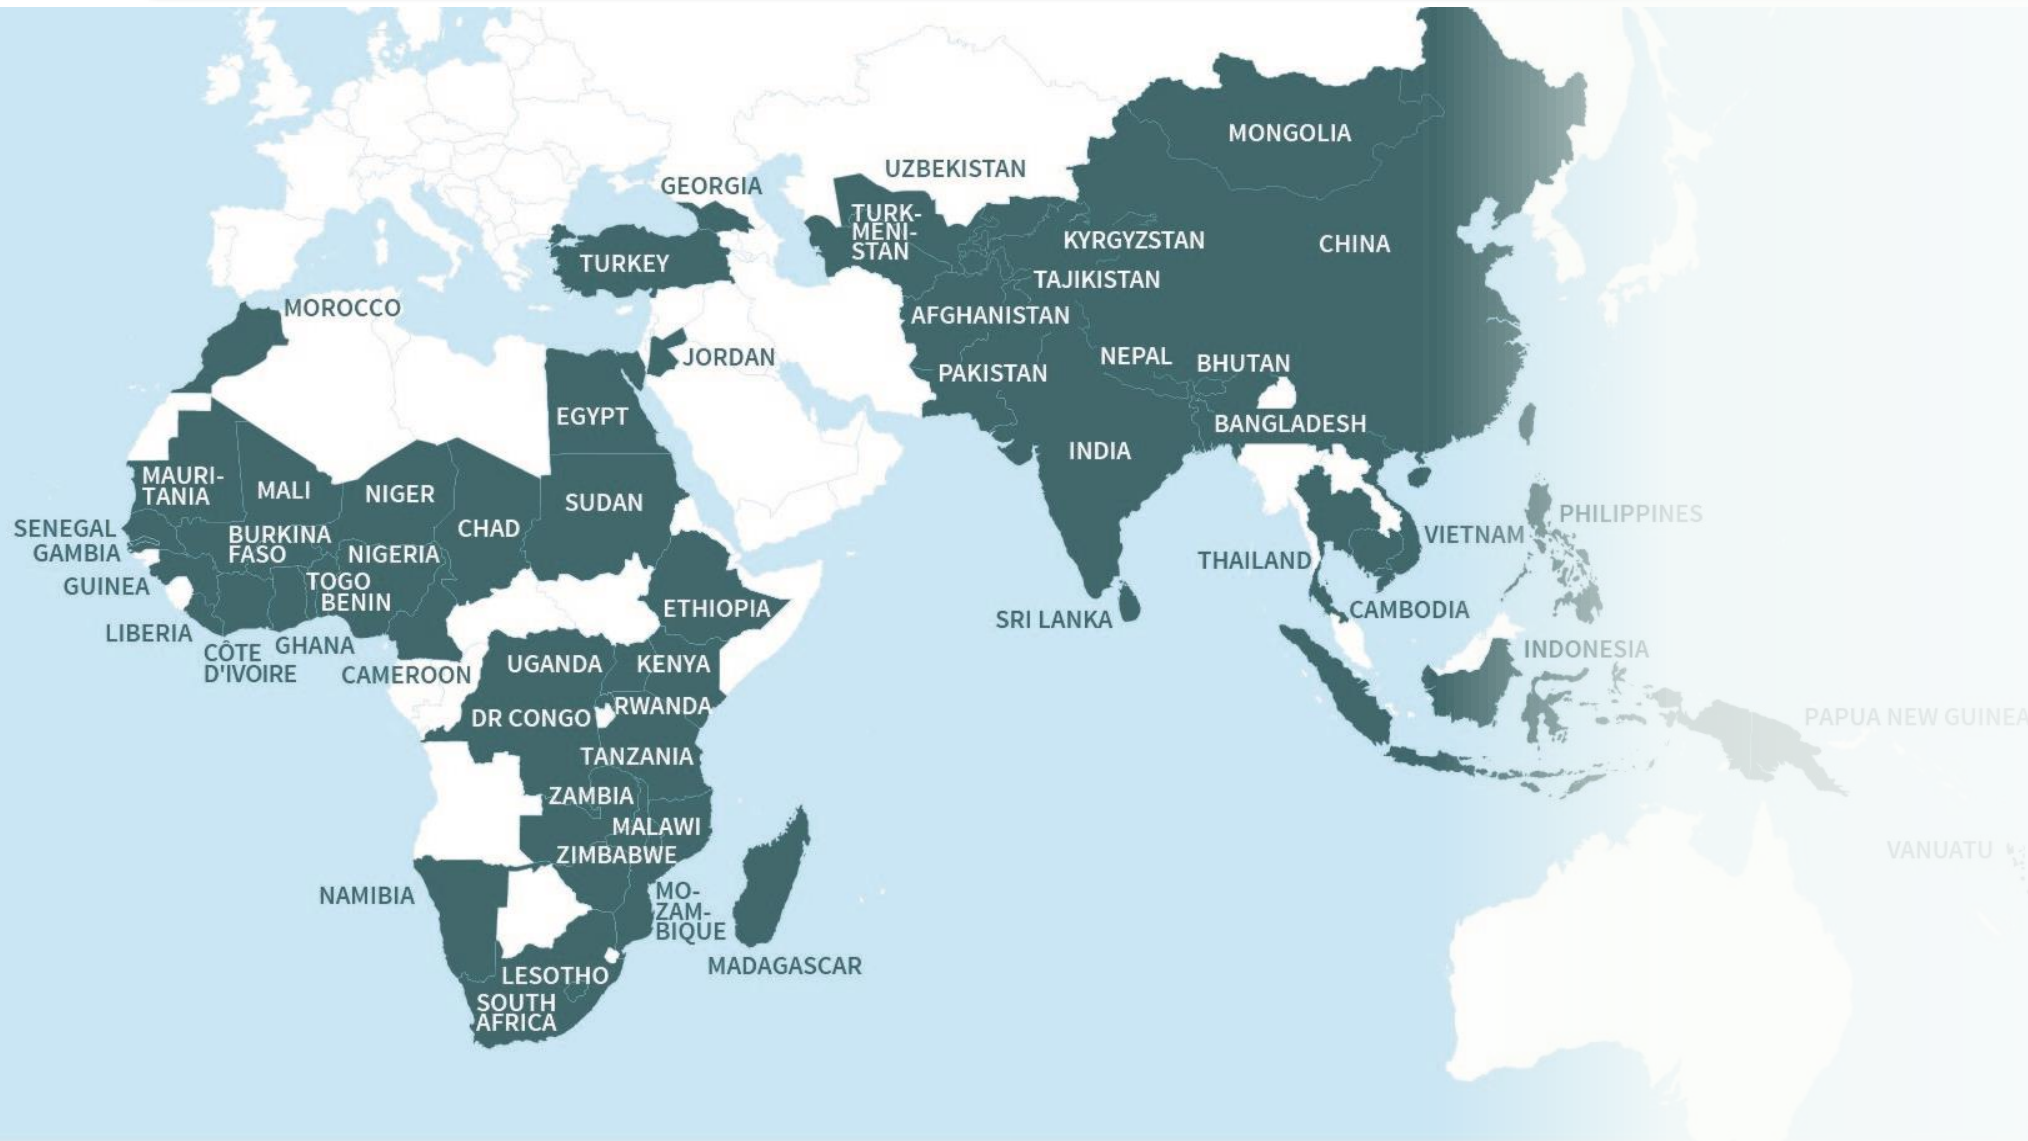 MONGOLIA
UZBEKISTAN
GEORGIA
TURK-
MENI-
STAN
KYRGYZSTAN
CHINA
TURKEY
TAJIKISTAN
MOROCCO
AFGHANISTAN
JORDAN
NEPAL
BHUTAN
PAKISTAN
EGYPT
BANGLADESH
INDIA
MAURI-
TANIA
MALI
NIGER
SUDAN
PHILIPPINES
SENEGAL
CHAD
BURKINA
FASO
VIETNAM
GAMBIA
NIGERIA
THAILAND
GUINEA
TOGO
BENIN
ETHIOPIA
CAMBODIA
SRI LANKA
LIBERIA
CÔTE
D'IVOIRE
GHANA
INDONESIA
UGANDA
KENYA
CAMEROON
RWANDA
DR CONGO
PAPUA NEW GUINEA
TANZANIA
ZAMBIA
MALAWI
VANUATU
ZIMBABWE
NAMIBIA
MO-
ZAM-
BIQUE
MADAGASCAR
LESOTHO
SOUTH
AFRICA